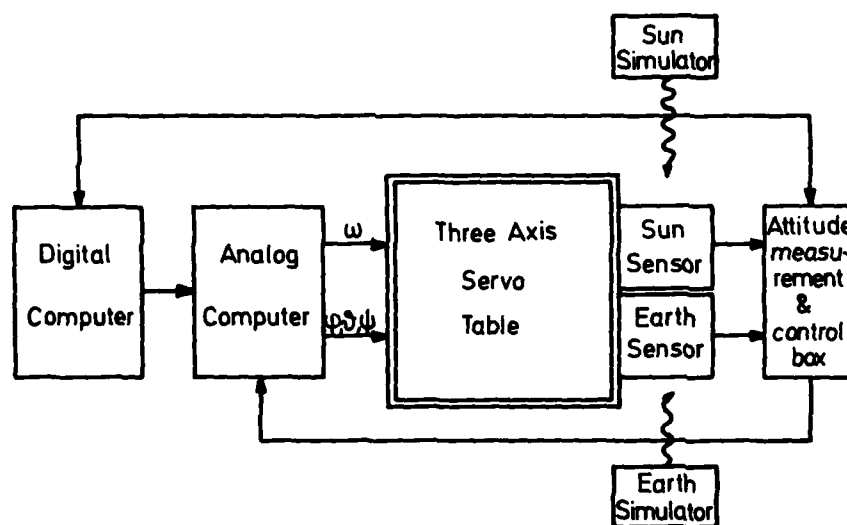 Sun
Simulator
Digital
Computer
Analog
Computer
ω
φ,ϑ,ψ
Three Axis
Servo
Table
Sun
Sensor
Earth
Sensor
Attitude
measu-
rement
&
control
box
Earth
Simulator